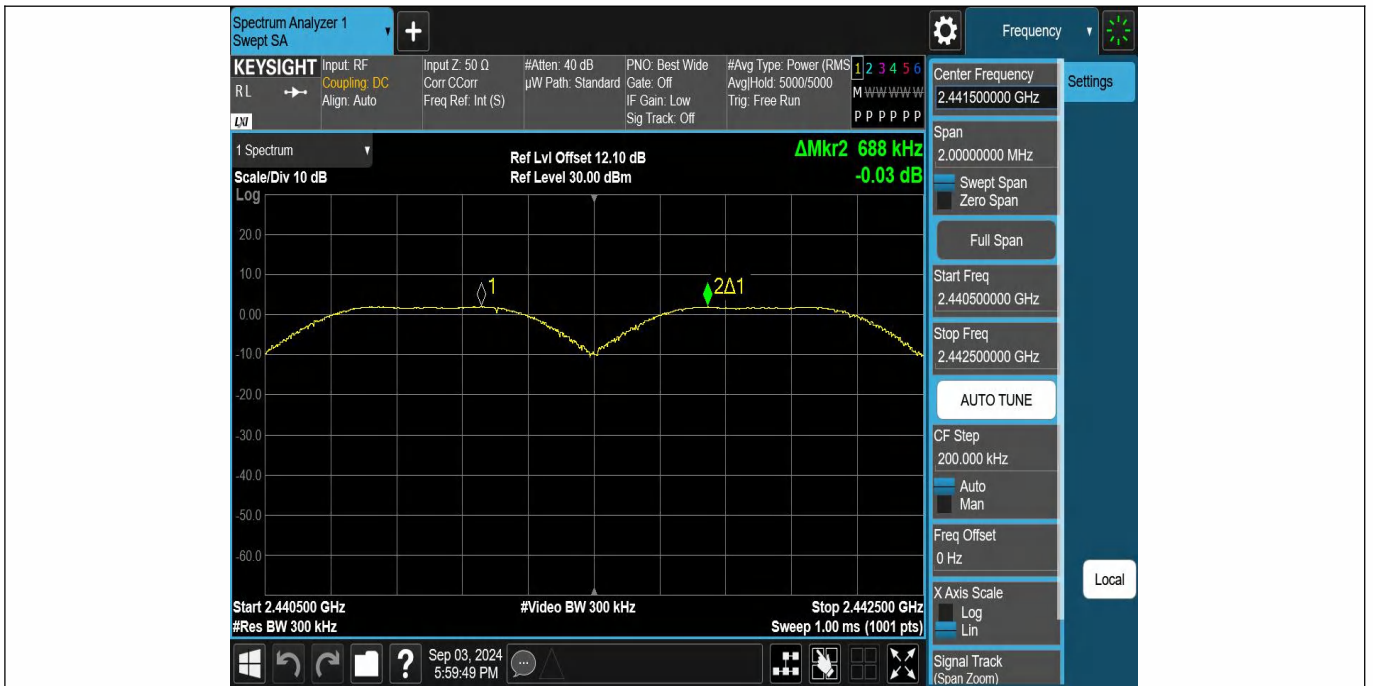 Spectrum Analyzer 1
Swept SA
+
Frequency
KEYSIGHT
RL
LXI
Input: RF
Coupling: DC
Align: Auto
Input Z: 50 Ω
Corr CCorr
Freq Ref: Int (S)
#Atten: 40 dB
µW Path: Standard
PNO: Best Wide
Gate: Off
IF Gain: Low
Sig Track: Off
#Avg Type: Power (RMS
Avg|Hold: 5000/5000
Trig: Free Run
1 2 3 4 5 6
M W W W W W
P P P P P P
Center Frequency
2.441500000 GHz
Settings
Span
2.00000000 MHz
Swept Span
Zero Span
Full Span
Start Freq
2.440500000 GHz
Stop Freq
2.442500000 GHz
AUTO TUNE
CF Step
200.000 kHz
Auto
Man
Freq Offset
0 Hz
X Axis Scale
Log
Lin
Signal Track
(Span Zoom)
Local
1 Spectrum
Scale/Div 10 dB
Log
Ref Lvl Offset 12.10 dB
Ref Level 30.00 dBm
ΔMkr2 688 kHz
-0.03 dB
20.0
10.0
0.00
-10.0
-20.0
-30.0
-40.0
-50.0
-60.0
1
2Δ1
Start 2.440500 GHz
#Res BW 300 kHz
#Video BW 300 kHz
Stop 2.442500 GHz
Sweep 1.00 ms (1001 pts)
?
Sep 03, 2024
5:59:49 PM